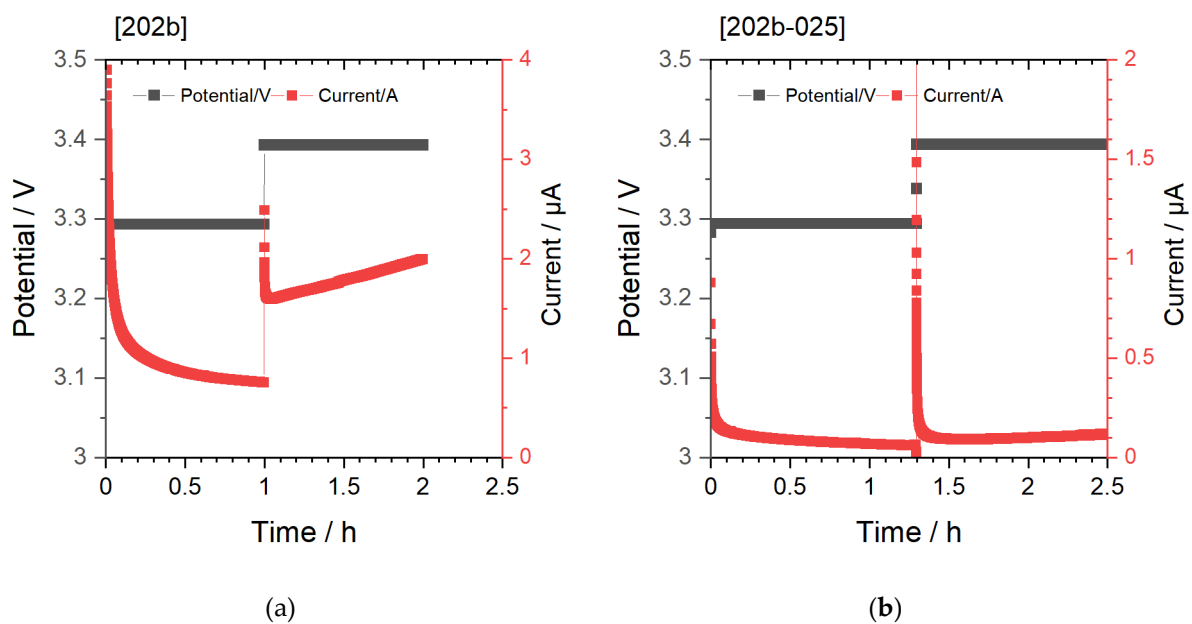 [202b]
3.5
3.4
3.3
3.2
3.1
3
Potential / V
Potential/V
Current/A
4
3
2
1
0
Current / µA
0
0.5
1
1.5
2
2.5
Time / h
(a)
[202b-025]
3.5
3.4
3.3
3.2
3.1
3
Potential / V
Potential/V
Current/A
2
1.5
1
0.5
0
Current / µA
0
0.5
1
1.5
2
2.5
Time / h
(b)